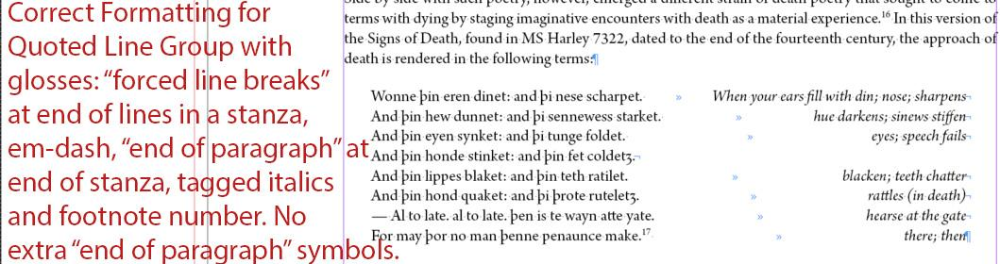 Correct Formatting for
Quoted Line Group with
glosses: “forced line breaks”
at end of lines in a stanza,
em-dash, “end of paragraph” at
end of stanza, tagged italics
and footnote number. No
extra “end of paragraph” symbols.
side by side with such poetry, however, emerged a different strain of death poetry that sought to come to
terms with dying by staging imaginative encounters with death as a material experience.¹⁶ In this version of
the Signs of Death, found in MS Harley 7322, dated to the end of the fourteenth century, the approach of
death is rendered in the following terms:¶
Wonne þin eren dinet: and þi nese scharpet. » When your ears fill with din; nose; sharpens¬
And þin hew dunnet: and þi sennewess starket. » hue darkens; sinews stiffen¬
And þin eyen synket: and þi tunge foldet. » eyes; speech fails¬
And þin honde stinket: and þin fet coldetʒ.¬
And þin lippes blaket: and þin teth ratilet. » blacken; teeth chatter¬
And þin hond quaket: and þi þrote ruteletʒ. » rattles (in death)¬
— Al to late. al to late. þen is te wayn atte yate. » hearse at the gate¬
For may þor no man þenne penaunce make.¹⁷ » there; then¶